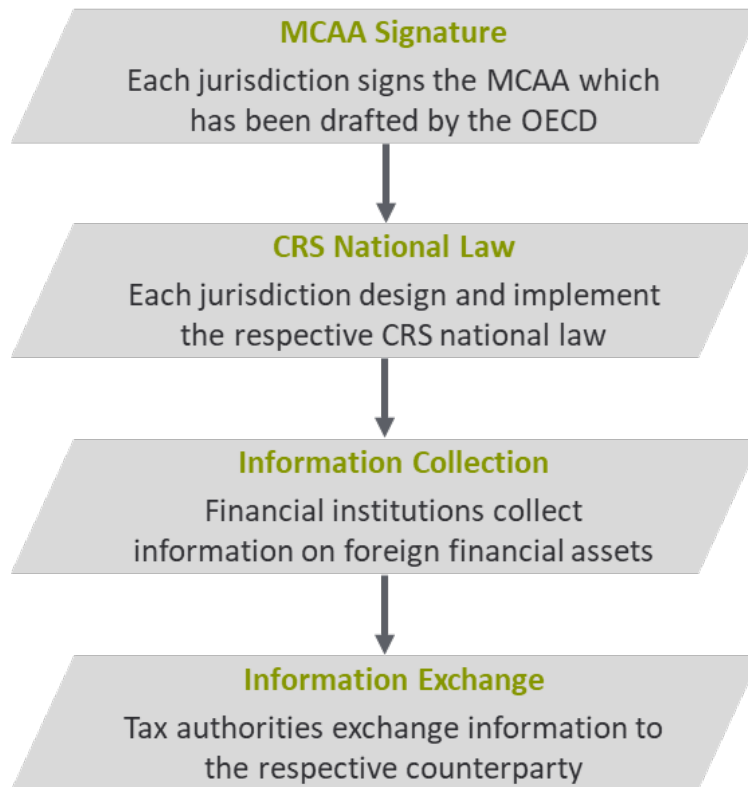 MCAA Signature
Each jurisdiction signs the MCAA which
has been drafted by the OECD
CRS National Law
Each jurisdiction design and implement
the respective CRS national law
Information Collection
Financial institutions collect
information on foreign financial assets
Information Exchange
Tax authorities exchange information to
the respective counterparty